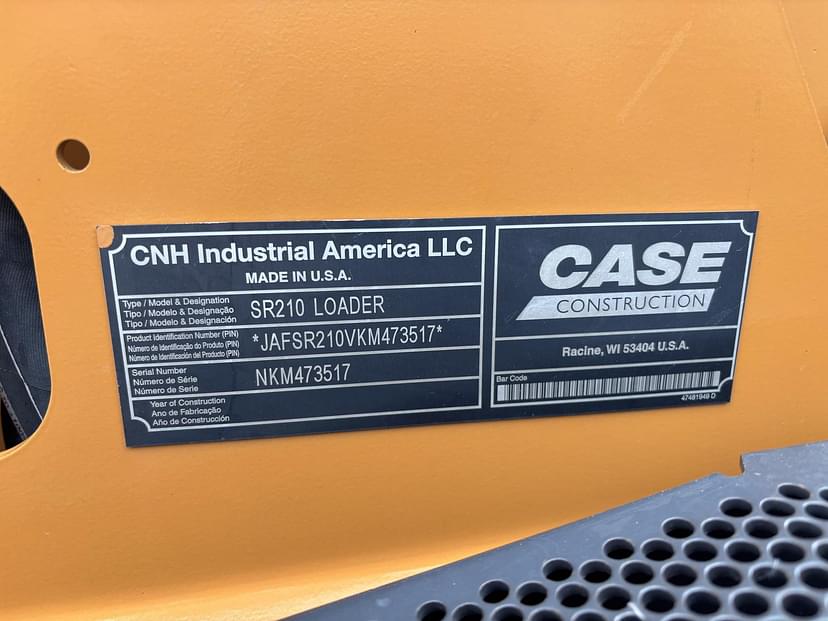 CNH Industrial America LLC
MADE IN U.S.A.
Type / Model & Designation
Tipo / Modelo & Designação
Tipo / Modelo & Designación
SR210 LOADER
Product Identification Number (PIN)
Número de Identificação do Produto (PIN)
Número de Identificación del Producto (PIN)
*JAFSR210VKM473517*
Serial Number
Número de Série
Número de Serie
NKM473517
Year of Construction
Ano de Fabricação
Año de Construcción
CASE
CONSTRUCTION
Racine, WI 53404 U.S.A.
Bar Code
47481949 D